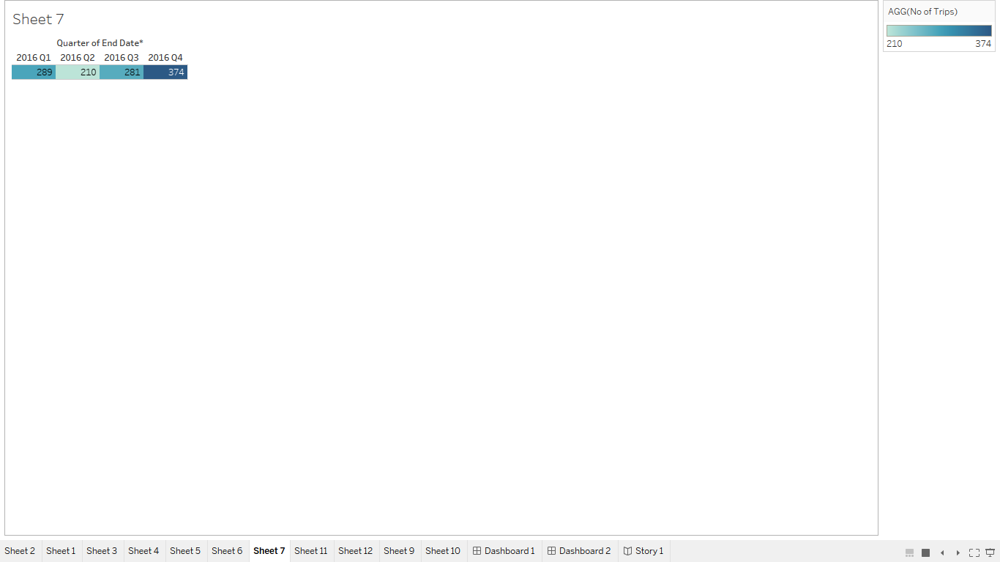 Sheet 7
Quarter of End Date*
2016 Q1 2016 Q2 2016 Q3 2016 Q4
289 210 281 374
AGG(No of Trips)
210 374
Sheet 2 Sheet 1 Sheet 3 Sheet 4 Sheet 5 Sheet 6 Sheet 7 Sheet 11 Sheet 12 Sheet 9 Sheet 10 Dashboard 1 Dashboard 2 Story 1